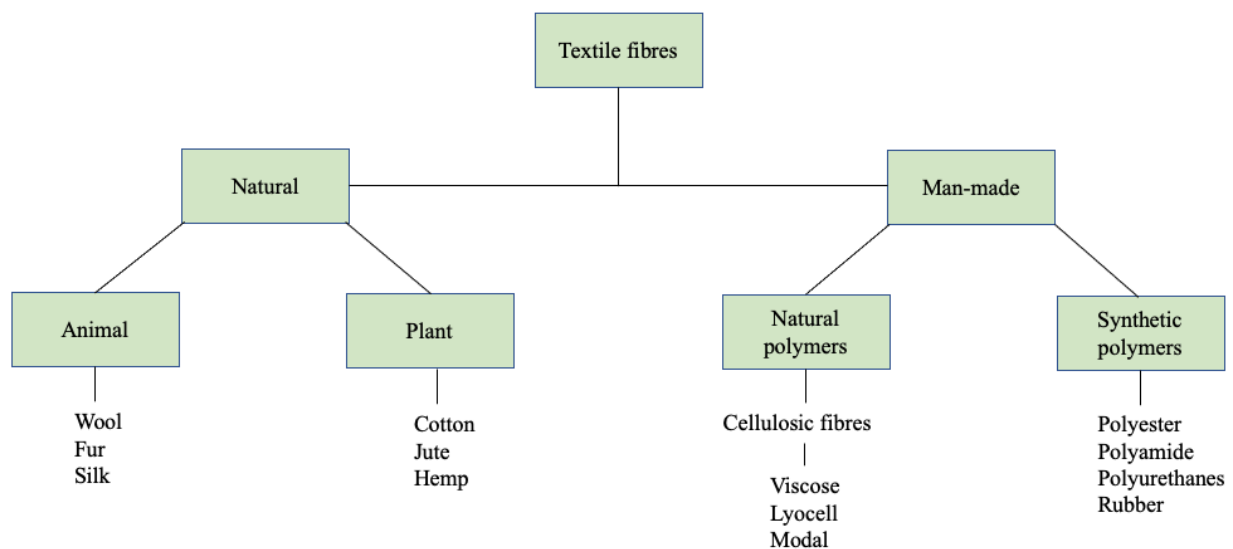 Textile fibres
Natural
Man-made
Animal
Plant
Natural
polymers
Synthetic
polymers
Wool
Fur
Silk
Cotton
Jute
Hemp
Cellulosic fibres
Viscose
Lyocell
Modal
Polyester
Polyamide
Polyurethanes
Rubber